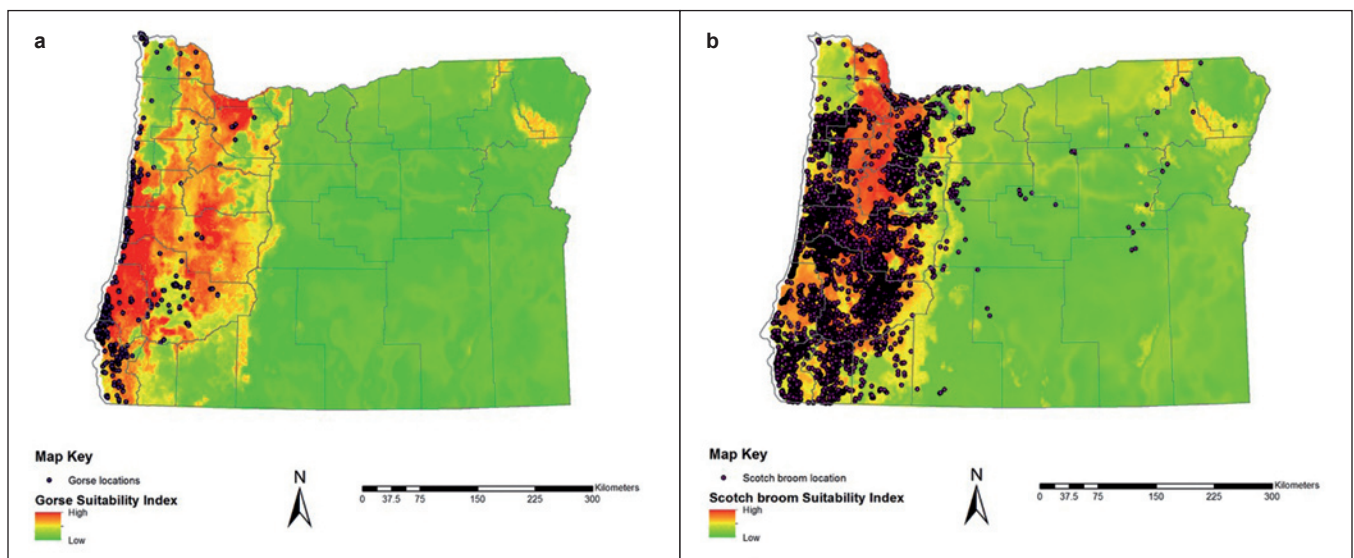 a
Map Key
Gorse locations
Gorse Suitability Index
High
Low
N
Kilometers
0 37.5 75 150 225 300
b
Map Key
Scotch broom location
Scotch broom Suitability Index
High
Low
N
Kilometers
0 37.5 75 150 225 300